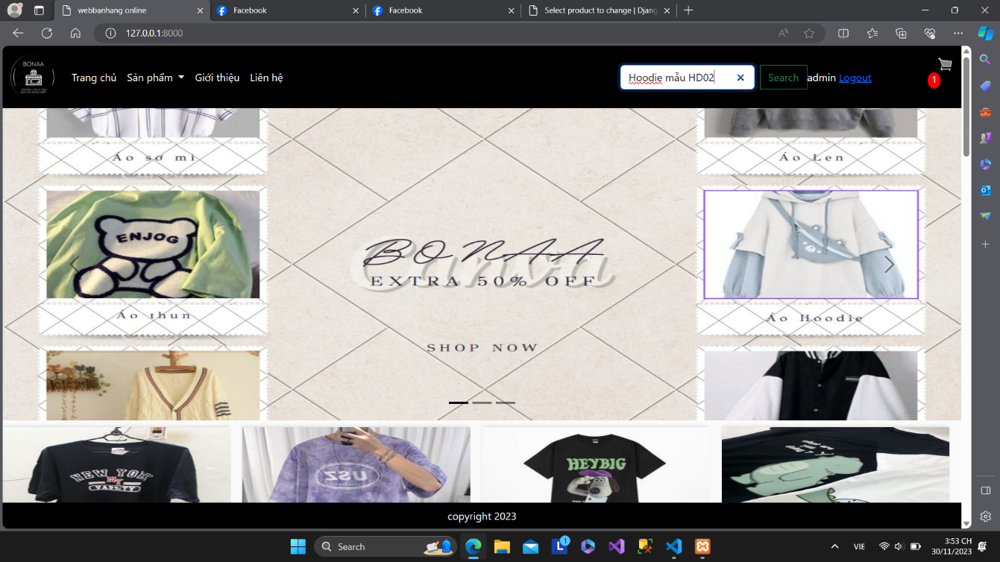 webbanhang online
Facebook
Facebook
Select product to change | Djang
127.0.0.1:8000
BONAA
Trang chủ Sản phẩm Giới thiệu Liên hệ
Hoodie mẫu HD02
Search
admin Logout
1
Áo sơ mi
Áo Len
ENJOG
BONAA
Canva
EXTRA 50% OFF
Áo thun
Áo Hoodie
SHOP NOW
NEW YORK
NY
VARSITY
USZ
HEYBIG
copyright 2023
Search
1
VIE
3:53 CH
30/11/2023